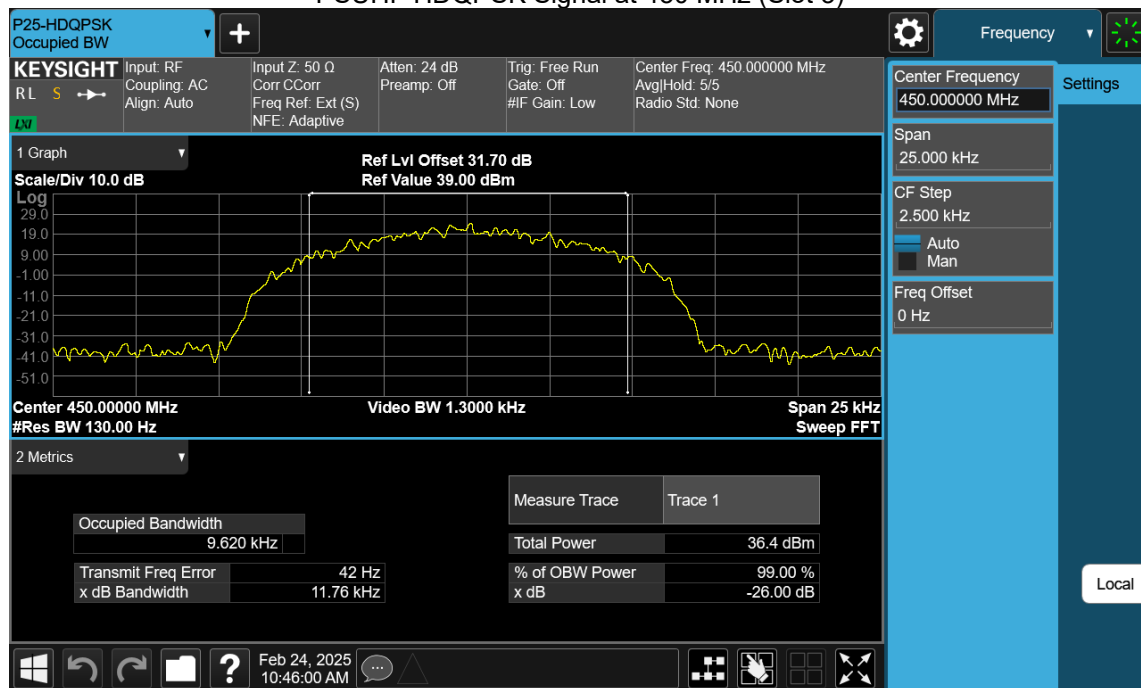 P25-HDQPSK
Occupied BW
Frequency
KEYSIGHT
RL S
LXI
Input: RF
Coupling: AC
Align: Auto
Input Z: 50 Ω
Corr CCorr
Freq Ref: Ext (S)
NFE: Adaptive
Atten: 24 dB
Preamp: Off
Trig: Free Run
Gate: Off
#IF Gain: Low
Center Freq: 450.000000 MHz
Avg|Hold: 5/5
Radio Std: None
Center Frequency
450.000000 MHz
Settings
Span
25.000 kHz
CF Step
2.500 kHz
Auto
Man
Freq Offset
0 Hz
Local
1 Graph
Scale/Div 10.0 dB
Ref Lvl Offset 31.70 dB
Ref Value 39.00 dBm
Log
29.0
19.0
9.00
-1.00
-11.0
-21.0
-31.0
-41.0
-51.0
Center 450.00000 MHz
#Res BW 130.00 Hz
Video BW 1.3000 kHz
Span 25 kHz
Sweep FFT
2 Metrics
Measure Trace Trace 1
Occupied Bandwidth
9.620 kHz
Total Power 36.4 dBm
Transmit Freq Error 42 Hz
% of OBW Power 99.00 %
x dB Bandwidth 11.76 kHz
x dB -26.00 dB
Feb 24, 2025
10:46:00 AM